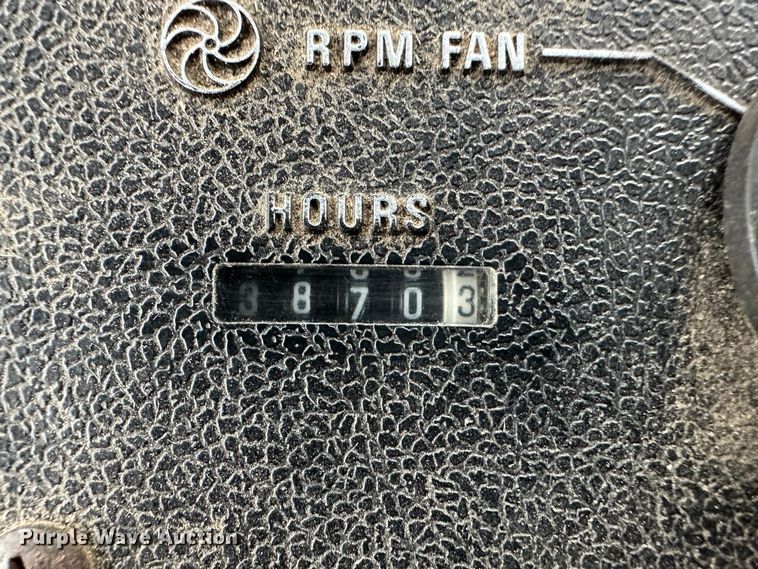 RPM FAN
HOURS
38703
Purple Wave Auction